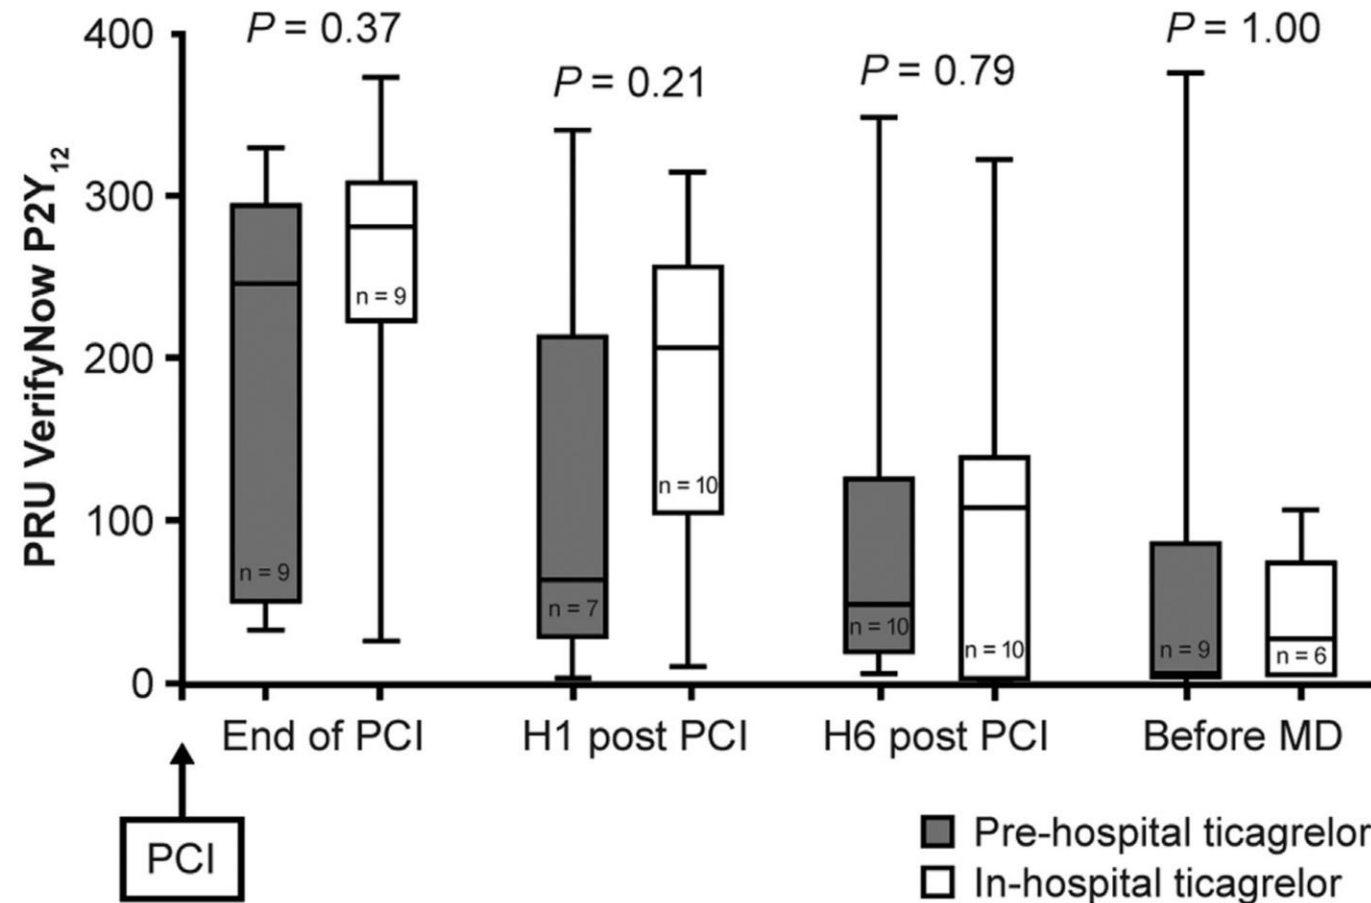 400
300
200
100
0
PRU VerifyNow P2Y₁₂
P = 0.37
P = 0.21
P = 0.79
P = 1.00
n = 9
n = 9
n = 7
n = 10
n = 10
n = 10
n = 9
n = 6
End of PCI
H1 post PCI
H6 post PCI
Before MD
PCI
Pre-hospital ticagrelor
In-hospital ticagrelor